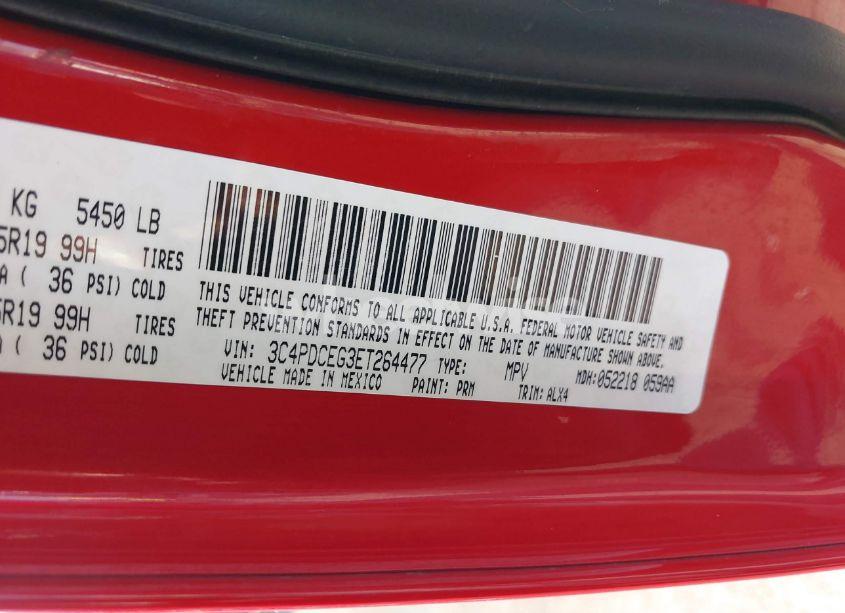 KG 5450 LB
5R19 99H TIRES
A ( 36 PSI) COLD
5R19 99H TIRES
A ( 36 PSI) COLD
THIS VEHICLE CONFORMS TO ALL APPLICABLE U.S.A. FEDERAL MOTOR VEHICLE SAFETY AND
THEFT PREVENTION STANDARDS IN EFFECT ON THE DATE OF MANUFACTURE SHOWN ABOVE.
VIN: 3C4PDCEG3ET264477 TYPE: MPV MDH:052218 059AA
VEHICLE MADE IN MEXICO PAINT: PRM TRIM: ALX4